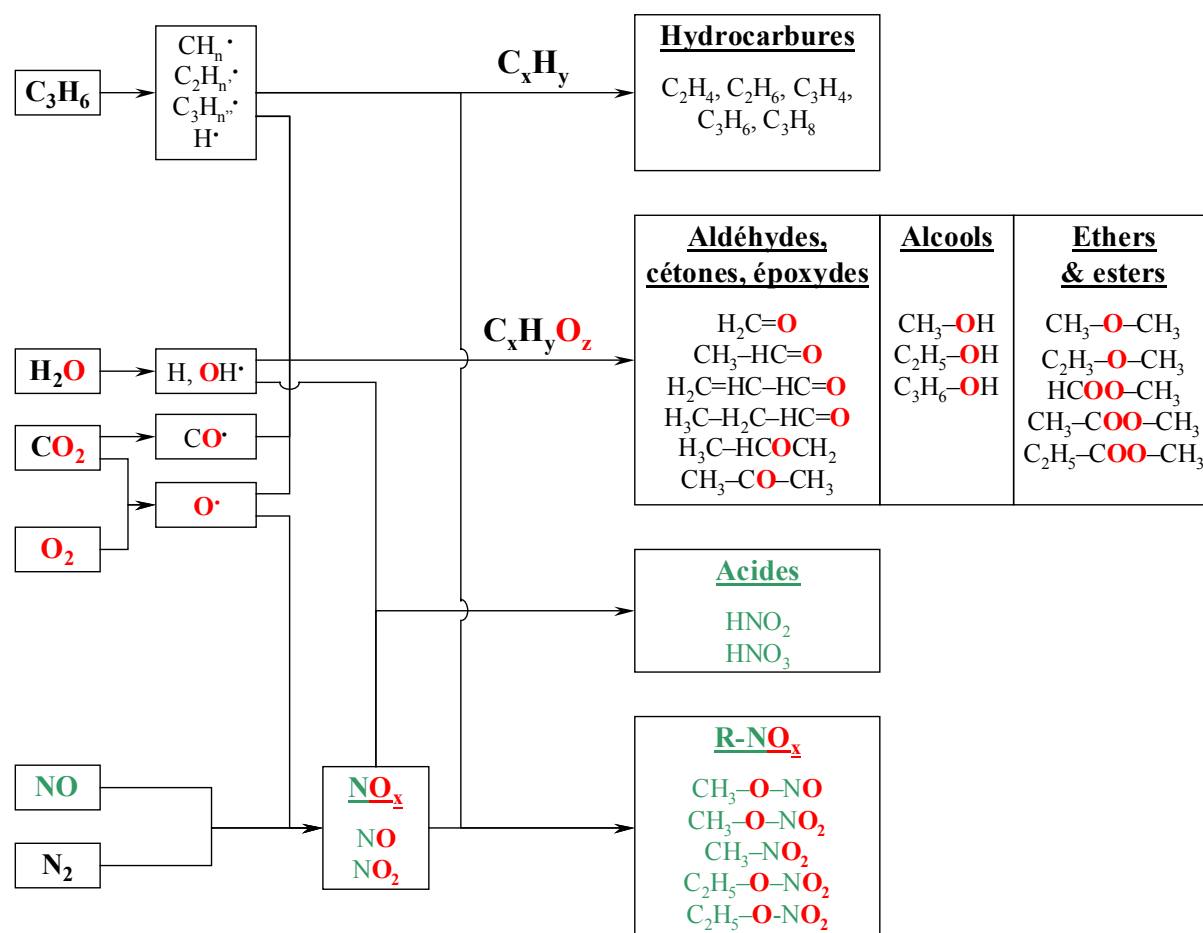 C₃H₆
CHₙ•
C₂Hₙ,•
C₃Hₙ,,•
H•
CₓHᵧ
Hydrocarbures
C₂H₄, C₂H₆, C₃H₄,
C₃H₆, C₃H₈
H₂O
H, OH•
CO₂
CO•
O•
O₂
CₓHᵧO_z
Aldéhydes,
cétones, époxydes
H₂C=O
CH₃–HC=O
H₂C=HC–HC=O
H₃C–H₂C–HC=O
H₃C–HCOCH₂
CH₃–CO–CH₃
Alcools
CH₃–OH
C₂H₅–OH
C₃H₆–OH
Ethers
& esters
CH₃–O–CH₃
C₂H₃–O–CH₃
HCOO–CH₃
CH₃–COO–CH₃
C₂H₅–COO–CH₃
Acides
HNO₂
HNO₃
NO
N₂
NOₓ
NO
NO₂
R-NOₓ
CH₃–O–NO
CH₃–O–NO₂
CH₃–NO₂
C₂H₅–O–NO₂
C₂H₅–O-NO₂